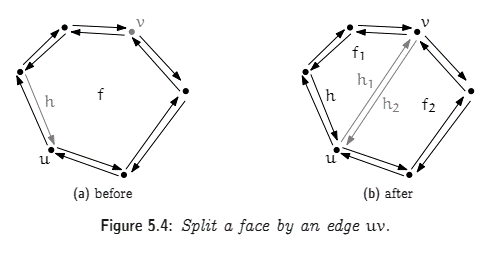 v
h
f
u
(a) before
v
f1
h1
h
h2
f2
u
(b) after
Figure 5.4: Split a face by an edge uv.